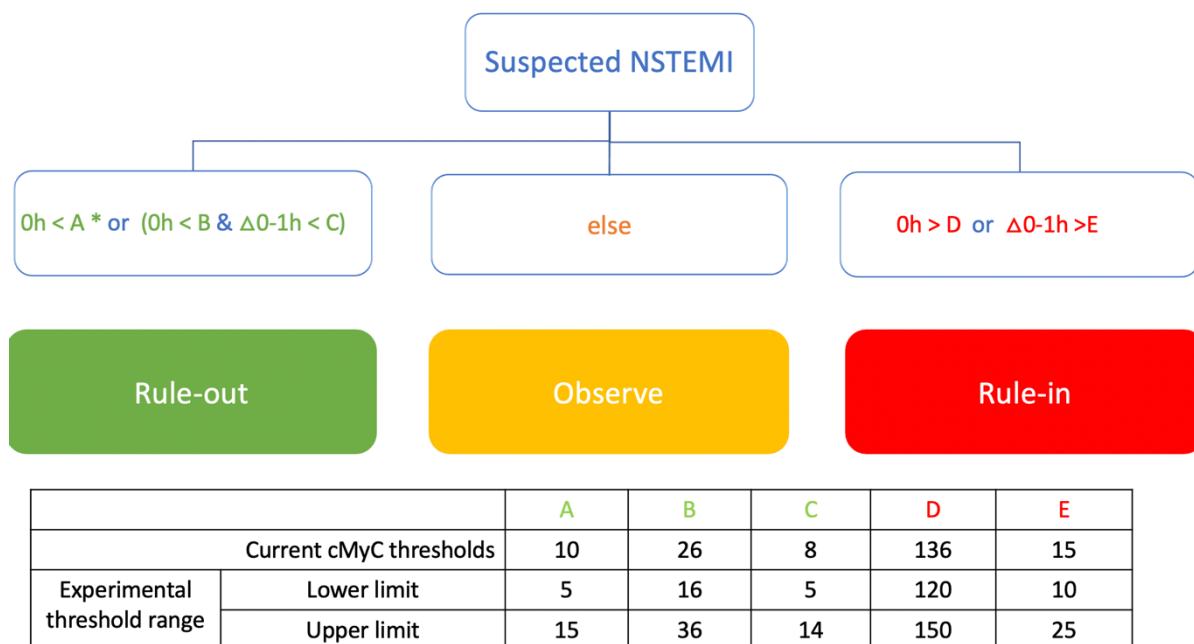 Suspected NSTEMI
0h < A * or (0h < B & △0-1h < C)
else
0h > D or △0-1h >E
Rule-out
Observe
Rule-in
A B C D E
Current cMyC thresholds 10 26 8 136 15
Experimental threshold range
Lower limit 5 16 5 120 10
Upper limit 15 36 14 150 25